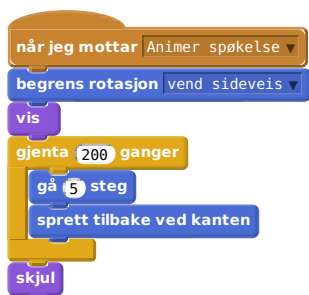 når jeg mottar Animer spøkelse
begrens rotasjon vend sideveis
vis
gjenta 200 ganger
gå 5 steg
sprett tilbake ved kanten
skjul